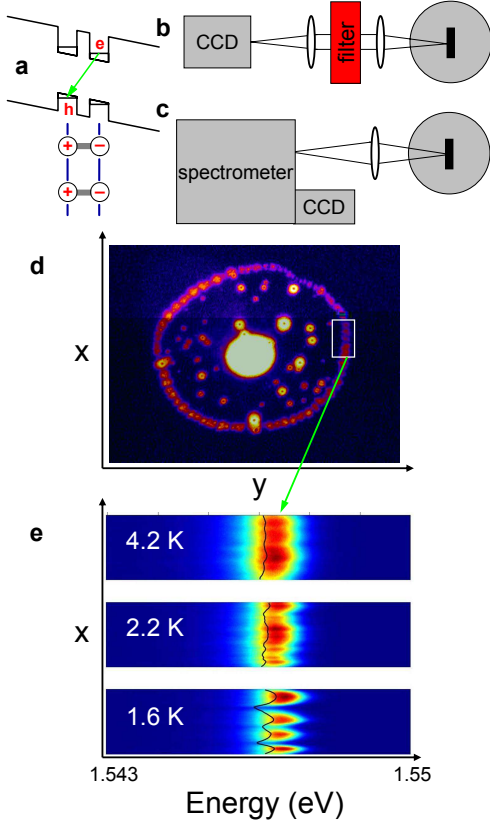 a
e
h
+ −
+ −
b
CCD
filter
c
spectrometer
CCD
d
x
y
e
4.2 K
2.2 K
x
1.6 K
1.543
1.55
Energy (eV)